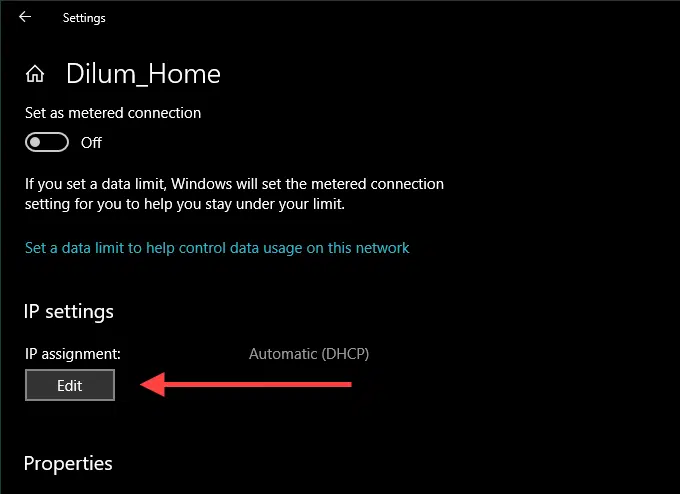 Settings
Dilum_Home
Set as metered connection
Off
If you set a data limit, Windows will set the metered connection
setting for you to help you stay under your limit.
Set a data limit to help control data usage on this network
IP settings
IP assignment: Automatic (DHCP)
Edit
Properties